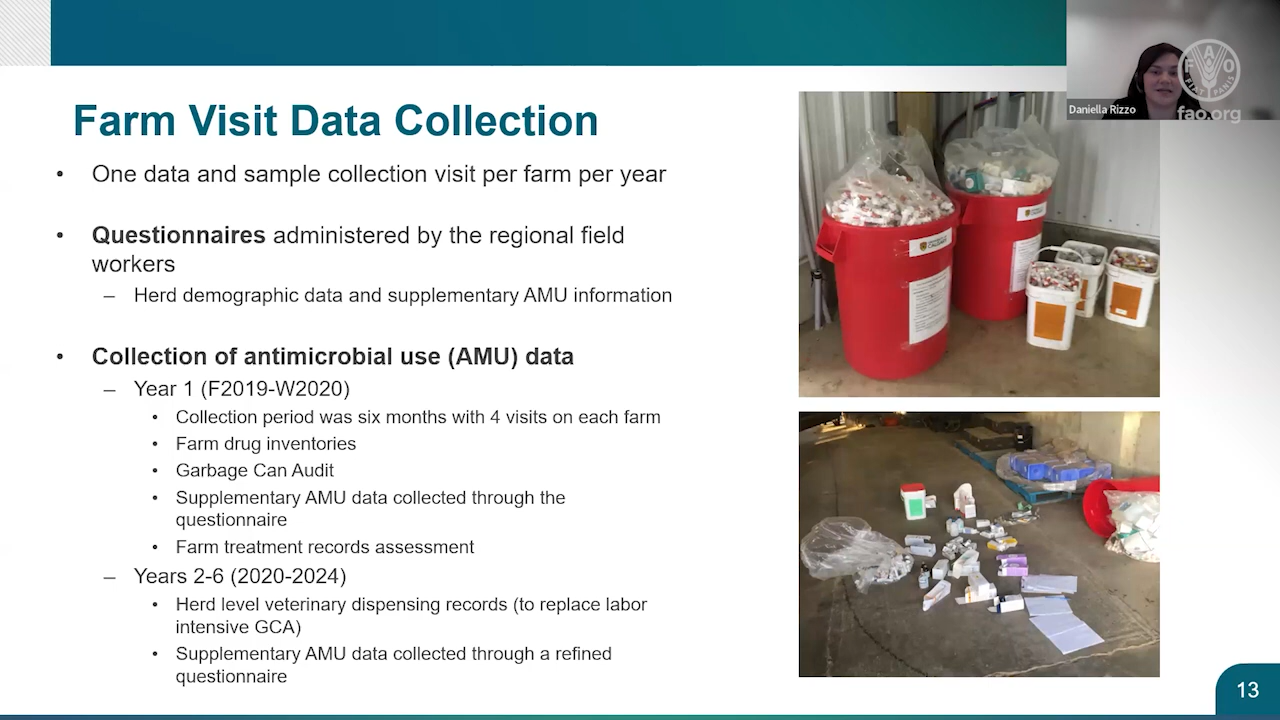 Farm Visit Data Collection
• One data and sample collection visit per farm per year
• Questionnaires administered by the regional field
workers
– Herd demographic data and supplementary AMU information
• Collection of antimicrobial use (AMU) data
– Year 1 (F2019-W2020)
• Collection period was six months with 4 visits on each farm
• Farm drug inventories
• Garbage Can Audit
• Supplementary AMU data collected through the
questionnaire
• Farm treatment records assessment
– Years 2-6 (2020-2024)
• Herd level veterinary dispensing records (to replace labor
intensive GCA)
• Supplementary AMU data collected through a refined
questionnaire
Daniella Rizzo
F A O
FIAT PANIS
fao.org
13